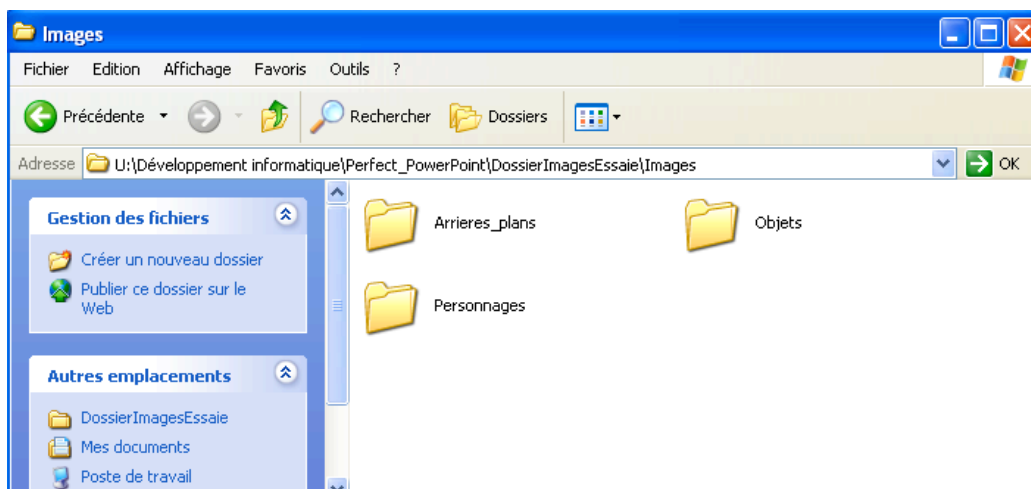 Images
Fichier Edition Affichage Favoris Outils ?
Précédente Rechercher Dossiers
Adresse U:\Développement informatique\Perfect_PowerPoint\DossierImagesEssaie\Images OK
Gestion des fichiers
Créer un nouveau dossier
Publier ce dossier sur le
Web
Autres emplacements
DossierImagesEssaie
Mes documents
Poste de travail
Arrieres_plans
Objets
Personnages